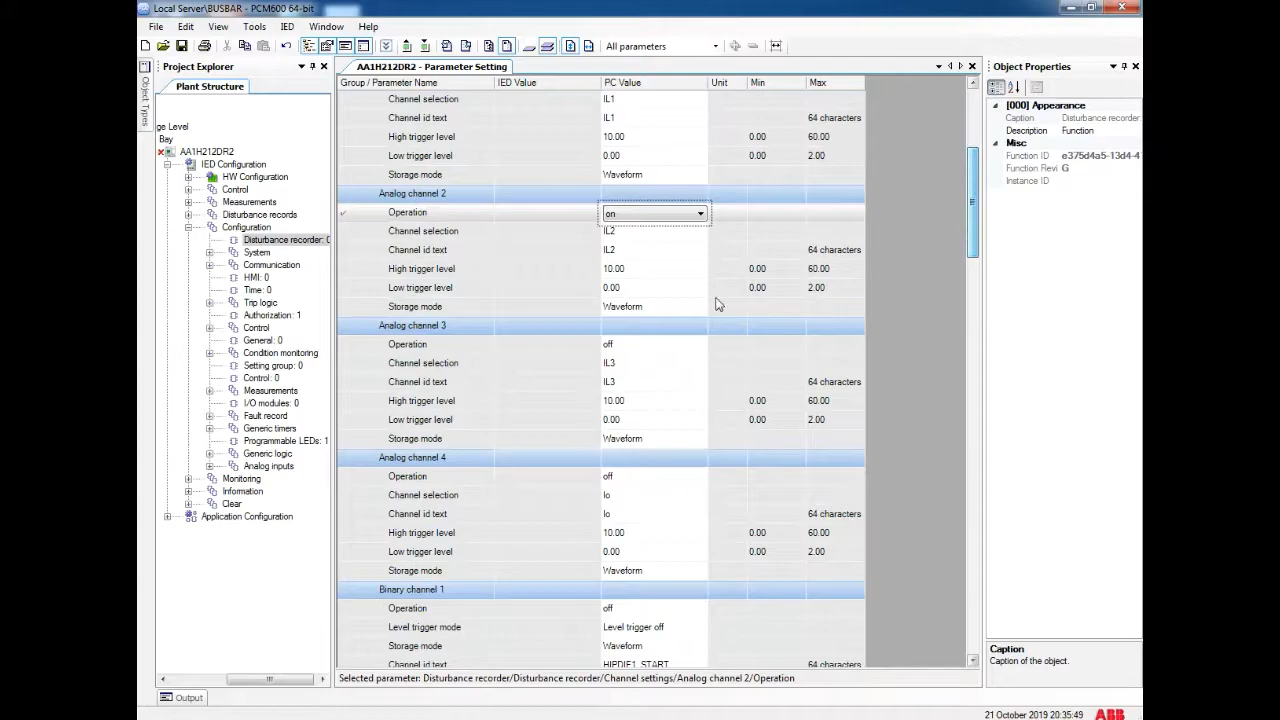 Local Server\BUSBAR - PCM600 64-bit
File Edit View Tools IED Window Help
All parameters
Project Explorer
Plant Structure
Object Types
ge Level
Bay
AA1H212DR2
IED Configuration
HW Configuration
Control
Measurements
Disturbance records
Configuration
Disturbance recorder: 0
System
Communication
HMI: 0
Time: 0
Trip logic
Authorization: 1
Control
General: 0
Condition monitoring
Setting group: 0
Control: 0
Measurements
I/O modules: 0
Fault record
Generic timers
Programmable LEDs: 1
Generic logic
Analog inputs
Monitoring
Information
Clear
Application Configuration
AA1H212DR2 - Parameter Setting
Group / Parameter Name IED Value PC Value Unit Min Max
Channel selection IL1
Channel id text IL1 64 characters
High trigger level 10.00 0.00 60.00
Low trigger level 0.00 0.00 2.00
Storage mode Waveform
Analog channel 2
Operation on
Channel selection IL2
Channel id text IL2 64 characters
High trigger level 10.00 0.00 60.00
Low trigger level 0.00 0.00 2.00
Storage mode Waveform
Analog channel 3
Operation off
Channel selection IL3
Channel id text IL3 64 characters
High trigger level 10.00 0.00 60.00
Low trigger level 0.00 0.00 2.00
Storage mode Waveform
Analog channel 4
Operation off
Channel selection Io
Channel id text Io 64 characters
High trigger level 10.00 0.00 60.00
Low trigger level 0.00 0.00 2.00
Storage mode Waveform
Binary channel 1
Operation off
Level trigger mode Level trigger off
Storage mode Waveform
Channel id text HIPDIF1_START 64 characters
Selected parameter: Disturbance recorder/Disturbance recorder/Channel settings/Analog channel 2/Operation
Object Properties
[000] Appearance
Caption Disturbance recorder
Description Function
Misc
Function ID e375d4a5-13d4-4
Function Revi G
Instance ID
Caption
Caption of the object.
Output
21 October 2019 20:35:49 ABB